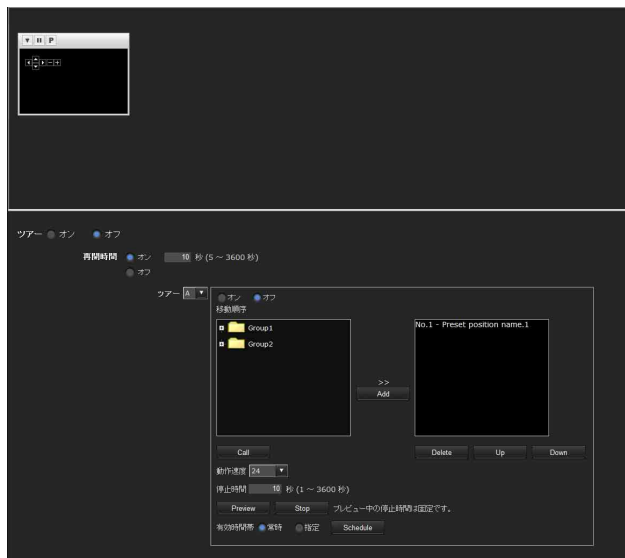 P
ツアー オン オフ
再開時間 オン 10 秒 (5 ~ 3600 秒)
オフ
ツアー A
オン オフ
移動順序
Group1
Group2
>>
Add
No.1 - Preset position name.1
Call
Delete Up Down
動作速度 24
停止時間 10 秒 (1 ~ 3600 秒)
Preview Stop プレビュー中の停止時間は固定です。
有効時間帯 常時 指定 Schedule